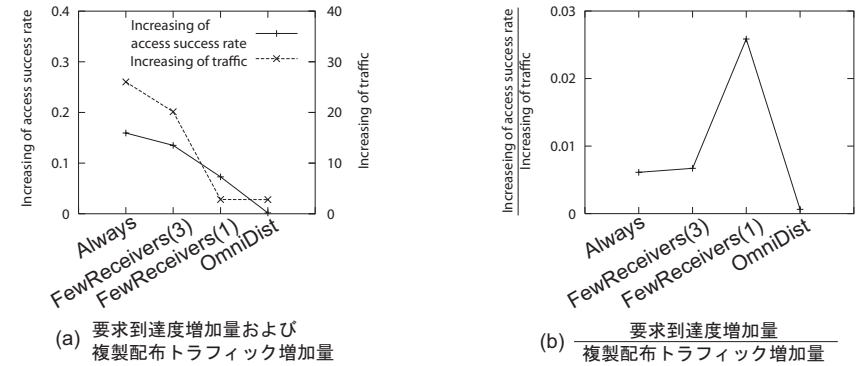 0.4
0.3
0.2
0.1
0
40
30
20
10
0
Increasing of access success rate
Increasing of traffic
Increasing of
access success rate
Increasing of traffic
Always
FewReceivers(3)
FewReceivers(1)
OmniDist
(a) 要求到達度増加量および
複製配布トラフィック増加量
0.03
0.02
0.01
0
Increaseing of access success rate
Increasing of traffic
Always
FewReceivers(3)
FewReceivers(1)
OmniDist
(b) 要求到達度増加量
複製配布トラフィック増加量